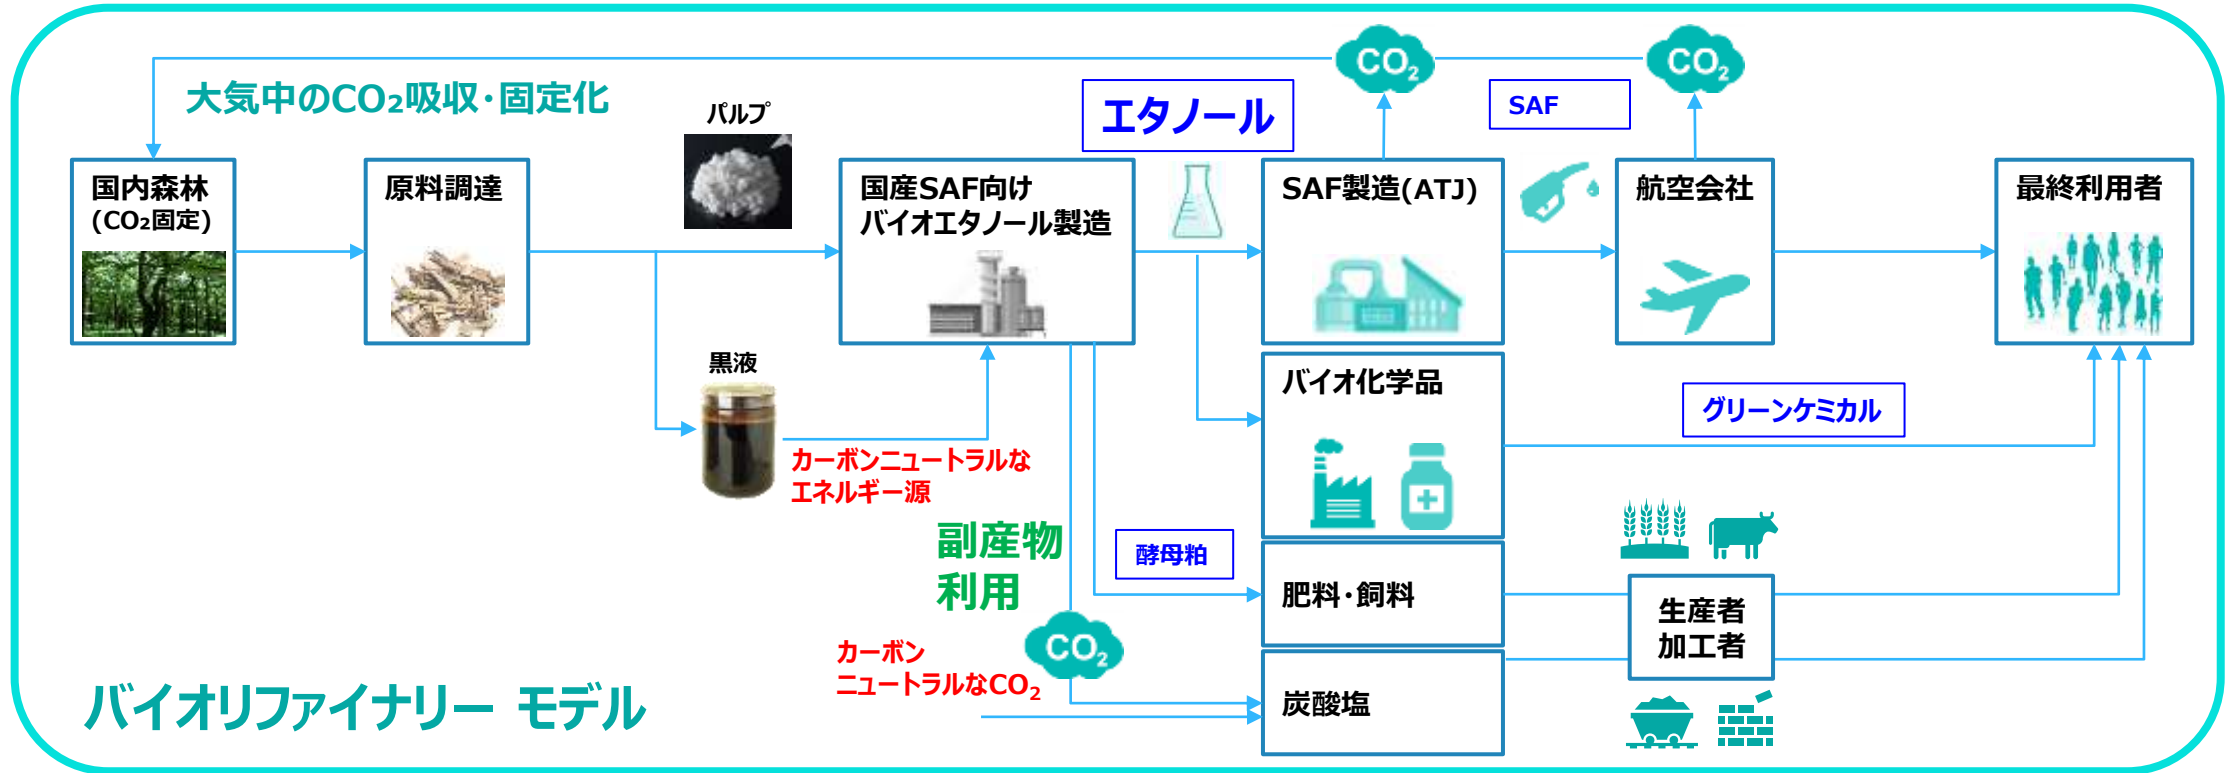 CO₂
CO₂
大気中のCO₂吸収・固定化
パルプ
エタノール
SAF
国内森林
(CO₂固定)
原料調達
国産SAF向け
バイオエタノール製造
SAF製造(ATJ)
航空会社
最終利用者
黒液
カーボンニュートラルな
エネルギー源
バイオ化学品
グリーンケミカル
副産物
利用
酵母粕
肥料・飼料
生産者
加工者
カーボン
ニュートラルなCO₂
CO₂
炭酸塩
バイオリファイナリー モデル